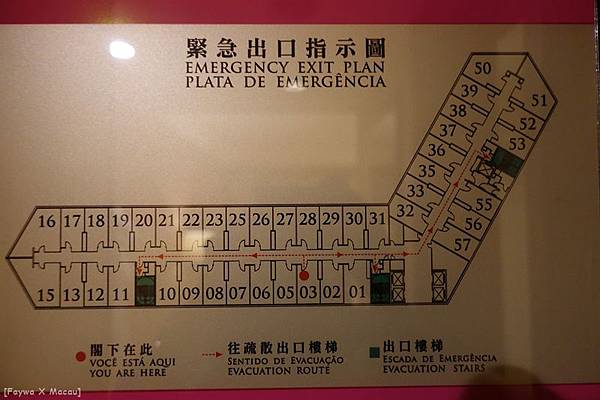 緊急出口指示圖
EMERGENCY EXIT PLAN
PLATA DE EMERGÊNCIA
50
39
51
38
52
37
53
36
35
33
55
32
56
57
16 17 18 19 20 21 22 23 25 26 27 28 29 30 31
15 13 12 11 10 09 08 07 06 05 03 02 01
閣下在此
VOCÊ ESTÁ AQUI
YOU ARE HERE
往疏散出口樓梯
SENTIDO DE EVACUAÇÃO
EVACUATION ROUTE
出口樓梯
ESCADA DE EMERGÊNCIA
EVACUATION STAIRS
[Faywa X Macau]